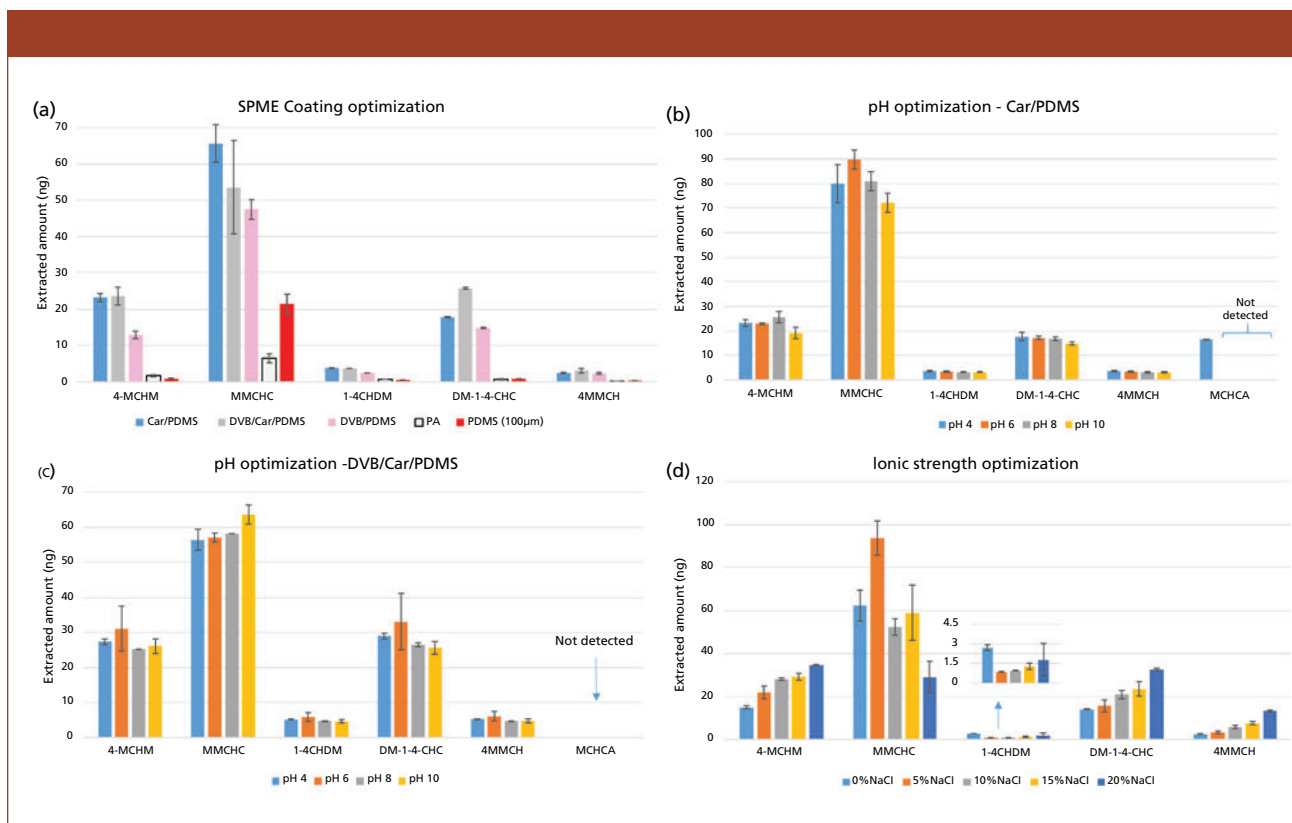 (a)
SPME Coating optimization
Extracted amount (ng)
70
60
50
40
30
20
10
0
4-MCHM MMCHC 1-4CHDM DM-1-4-CHC 4MMCH
Car/PDMS DVB/Car/PDMS DVB/PDMS PA PDMS (100µm)
(b)
pH optimization - Car/PDMS
Extracted amount (ng)
100
90
80
70
60
50
40
30
20
10
0
Not
detected
4-MCHM MMCHC 1-4CHDM DM-1-4-CHC 4MMCH MCHCA
pH 4 pH 6 pH 8 pH 10
(c)
pH optimization -DVB/Car/PDMS
Extracted amount (ng)
70
60
50
40
30
20
10
0
Not detected
4-MCHM MMCHC 1-4CHDM DM-1-4-CHC 4MMCH MCHCA
pH 4 pH 6 pH 8 pH 10
(d)
Ionic strength optimization
Extracted amount (ng)
120
100
80
60
40
20
0
4.5
3
1.5
0
4-MCHM MMCHC 1-4CHDM DM-1-4-CHC 4MMCH
0%NaCl 5%NaCl 10%NaCl 15%NaCl 20%NaCl